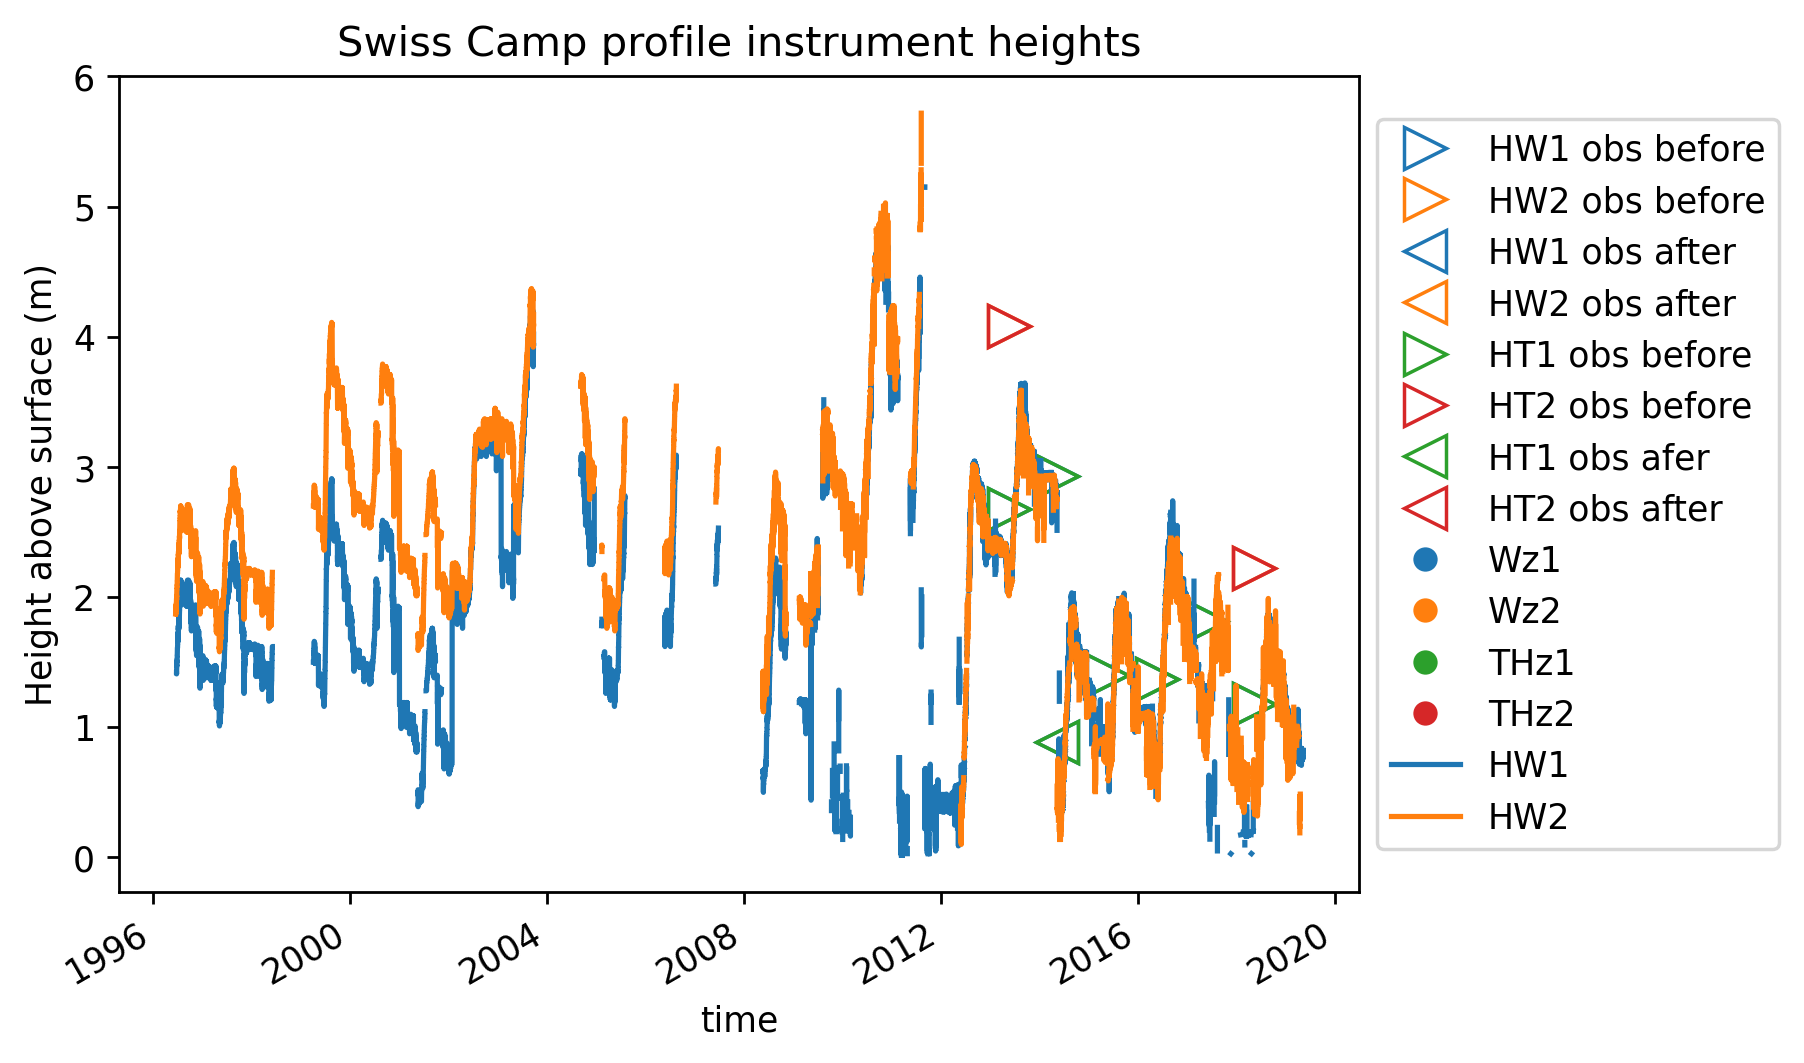 Swiss Camp profile instrument heights
Height above surface (m)
6
5
4
3
2
1
0
1996
2000
2004
2008
2012
2016
2020
time
HW1 obs before
HW2 obs before
HW1 obs after
HW2 obs after
HT1 obs before
HT2 obs before
HT1 obs afer
HT2 obs after
Wz1
Wz2
THz1
THz2
HW1
HW2